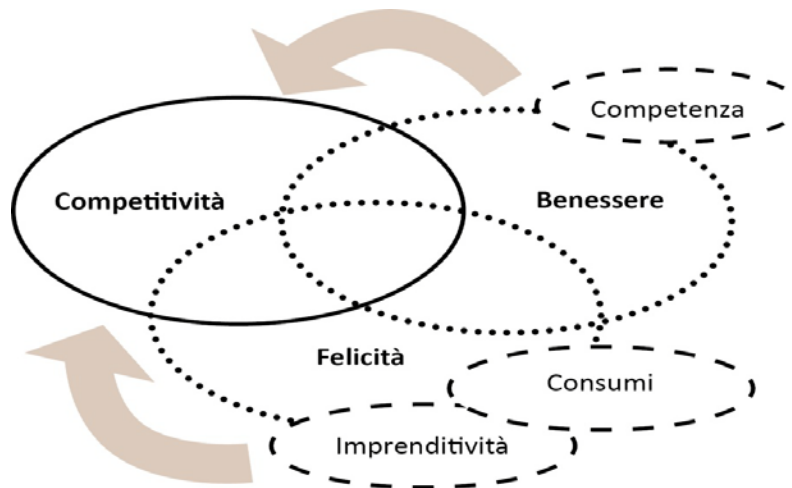 Competenza
Competitività
Benessere
Felicità
Consumi
Imprenditività